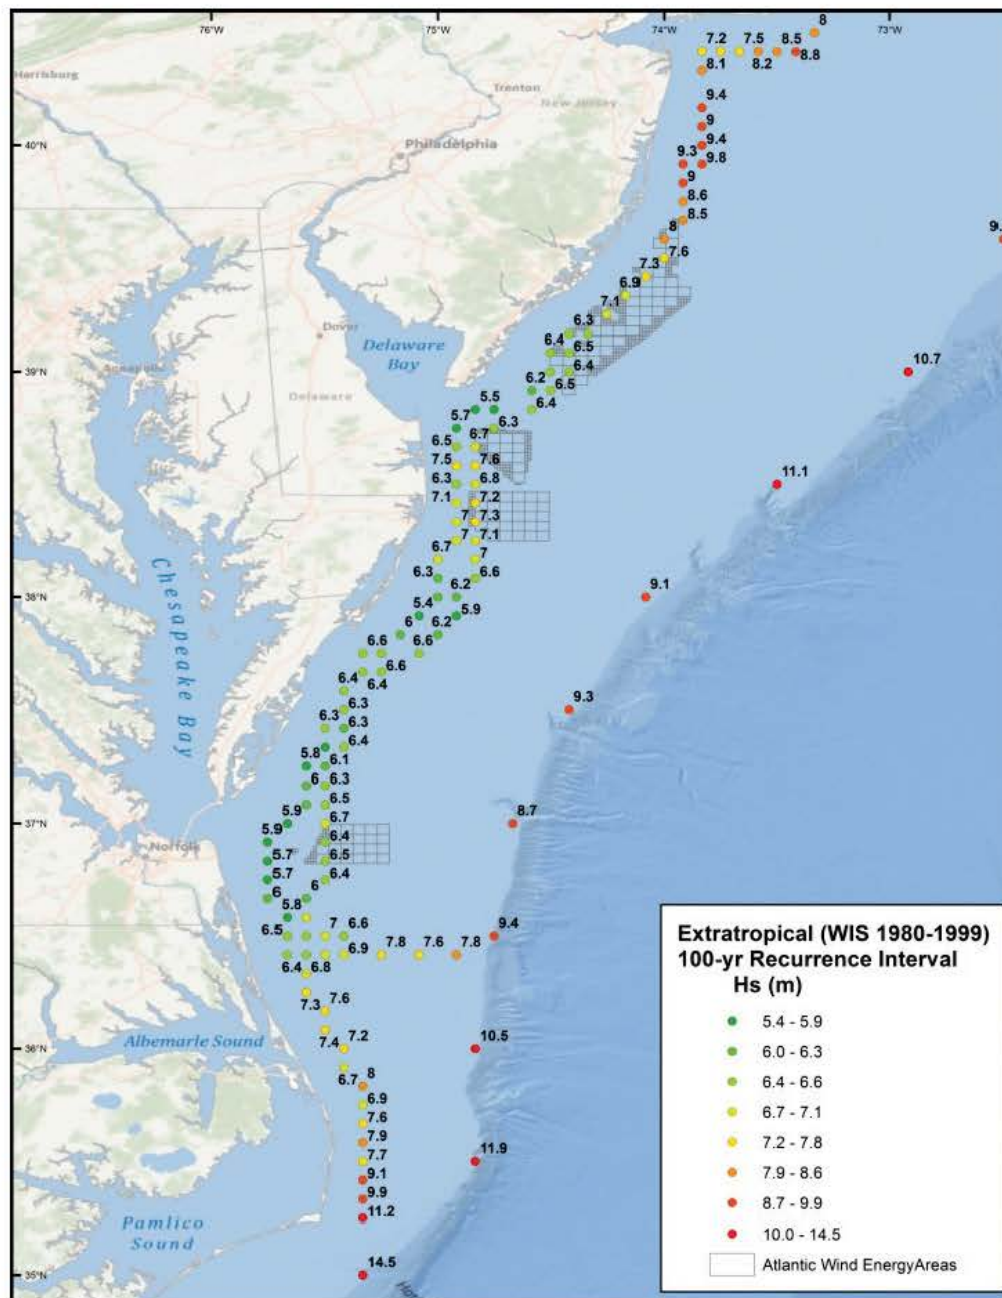 76°W 75°W 74°W 73°W
8
7.2 7.5 8.5
8.1 8.2 8.8
Harrisburg
Trenton
New Jersey
9.4
9
40°N
Philadelphia
9.4
9.3 9.8
9
8.6
8.5
8
9.
7.6
7.3
6.9
7.1
Dover
6.3
6.4
Delaware
Bay
6.5
39°N
Annapolis
6.4
10.7
6.2 6.5
Delaware
5.5 6.4
5.7 6.3
6.5 6.7
7.5 7.6
6.3 6.8
11.1
7.1 7.2
7 7.3
7 7.1
6.7 7
6.3 6.6
38°N
Chesapeake Bay
6.2
9.1
5.4 5.9
6 6.2
6.6 6.6
6.6
6.4 6.4
6.3
9.3
6.3 6.3
6.4
5.8 6.1
6 6.3
6.5
37°N
5.9 6.7
8.7
5.9 6.4
Norfolk
5.7 6.5
5.7 6.4
6 6
5.8
6.5 7 6.6 9.4
6.9 7.8 7.6 7.8
6.4 6.8
7.3 7.6
36°N
Albemarle Sound
7.4 7.2 10.5
6.7 8
6.9
7.6
7.9
7.7 11.9
9.1
9.9
Pamlico
Sound
11.2
35°N
14.5
Extratropical (WIS 1980-1999)
100-yr Recurrence Interval
Hs (m)
5.4 - 5.9
6.0 - 6.3
6.4 - 6.6
6.7 - 7.1
7.2 - 7.8
7.9 - 8.6
8.7 - 9.9
10.0 - 14.5
Atlantic Wind EnergyAreas